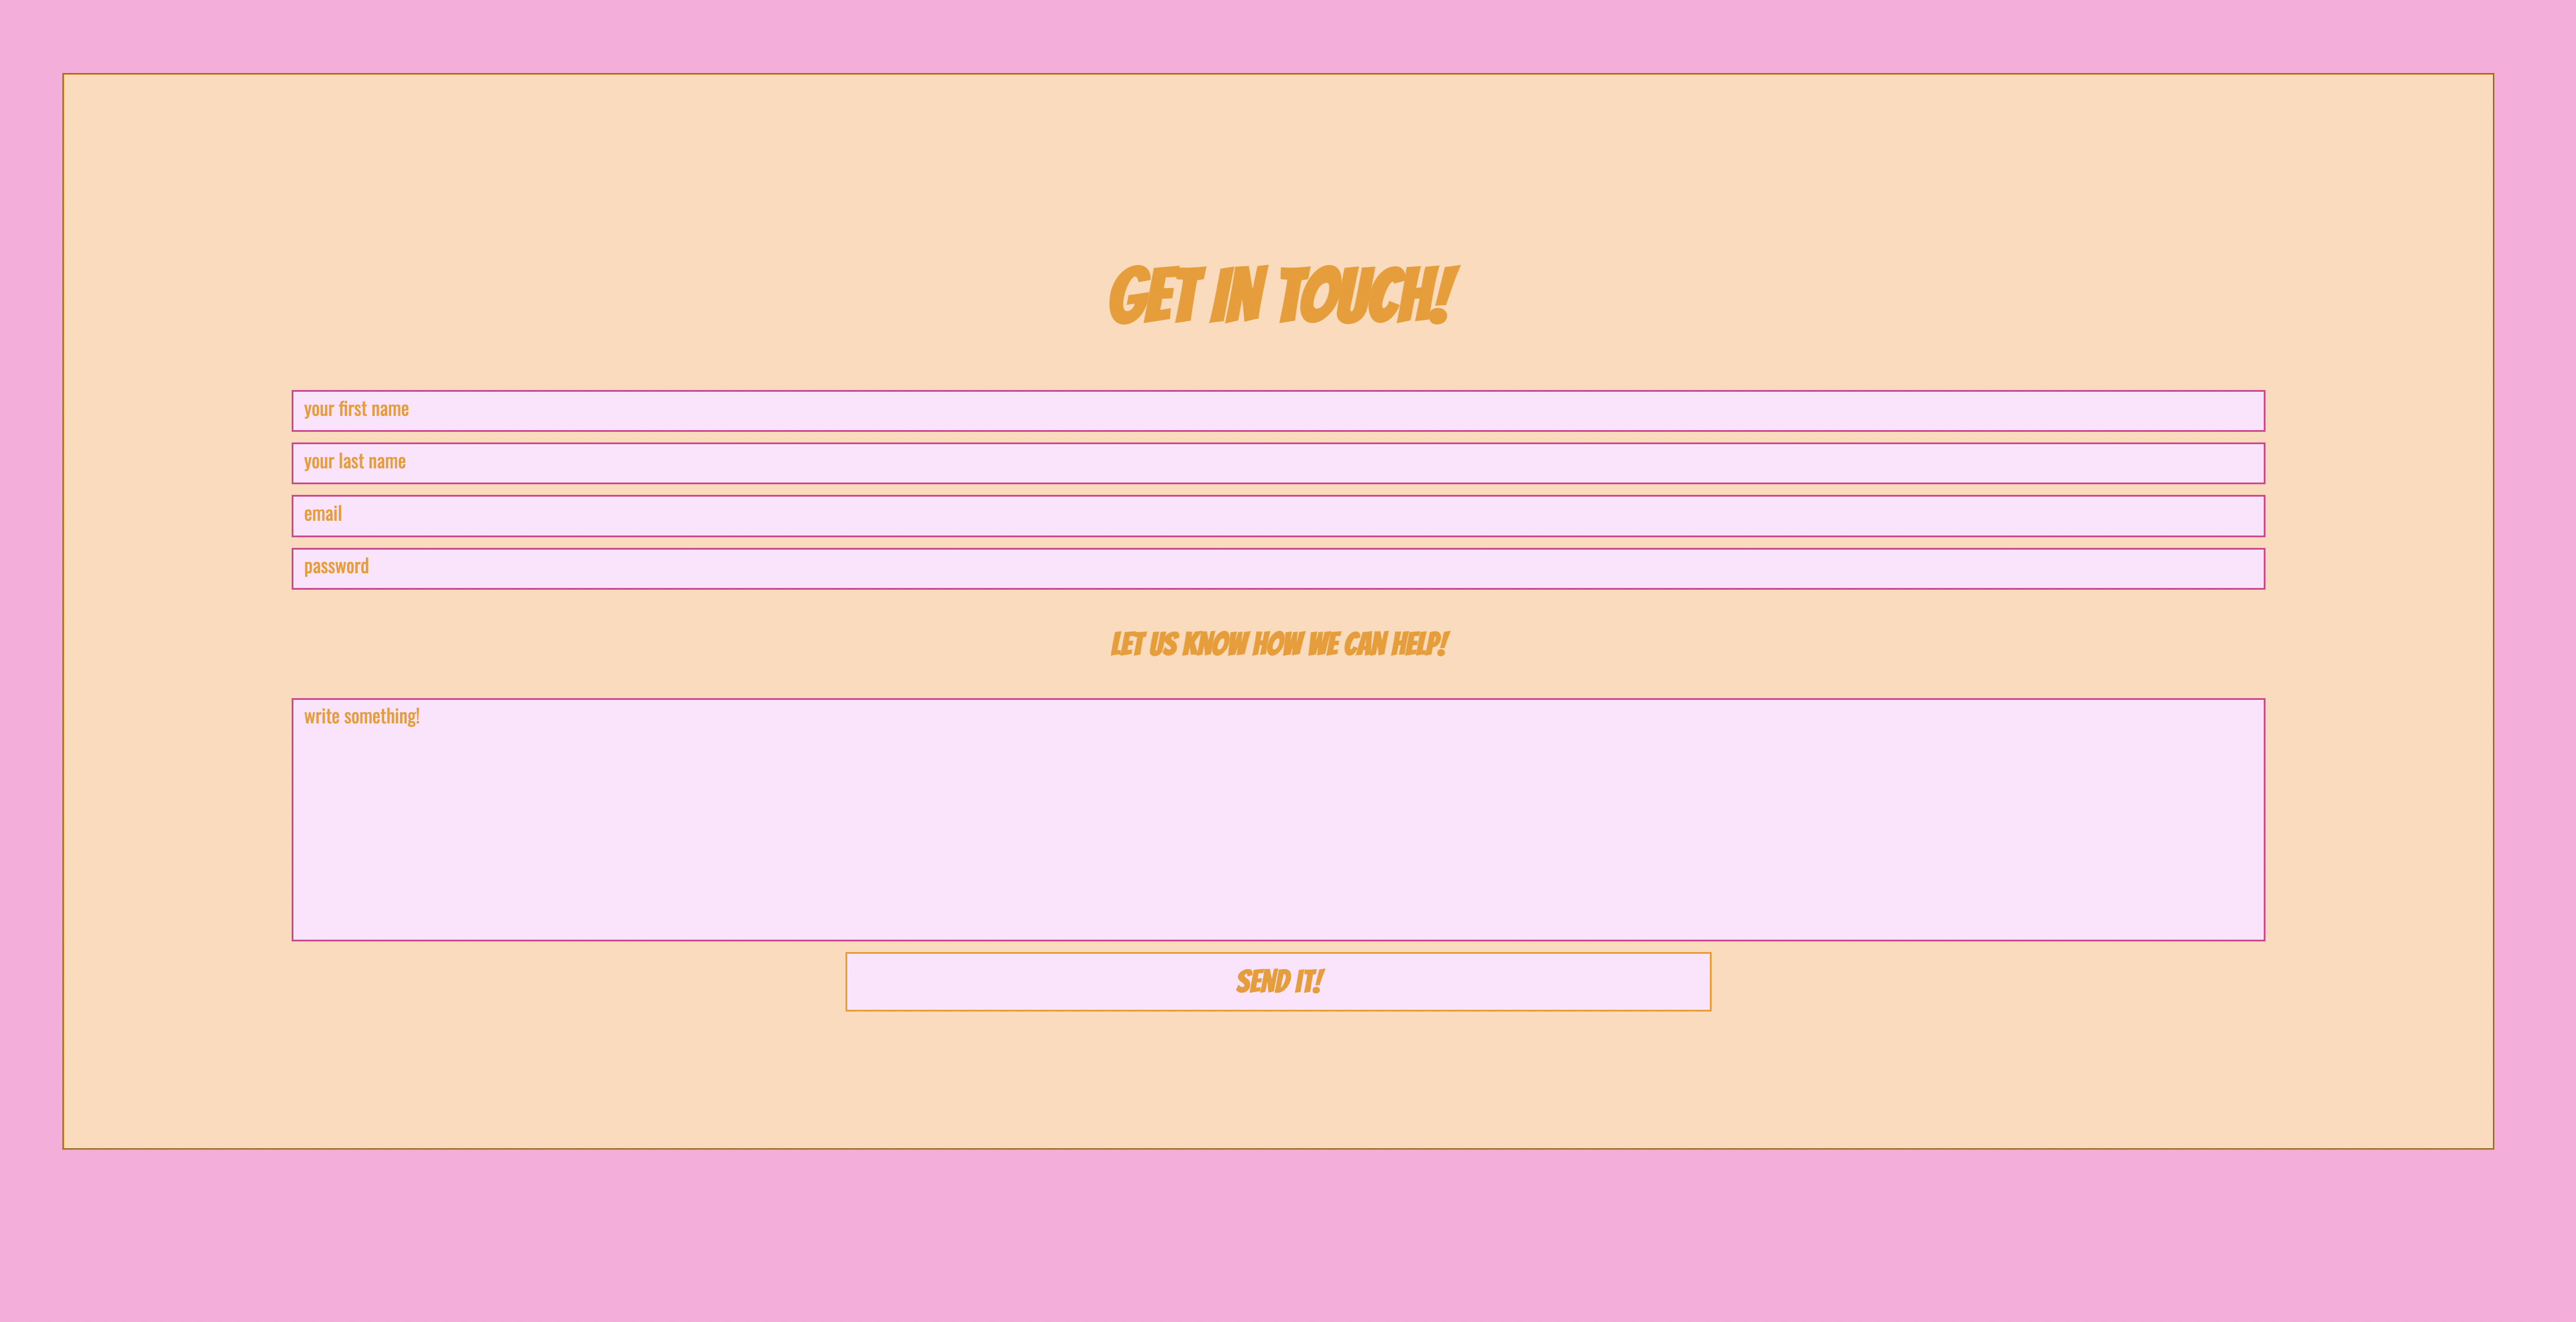 GET IN TOUCH!
your first name
your last name
email
password
LET US KNOW HOW WE CAN HELP!
write something!
SEND IT!